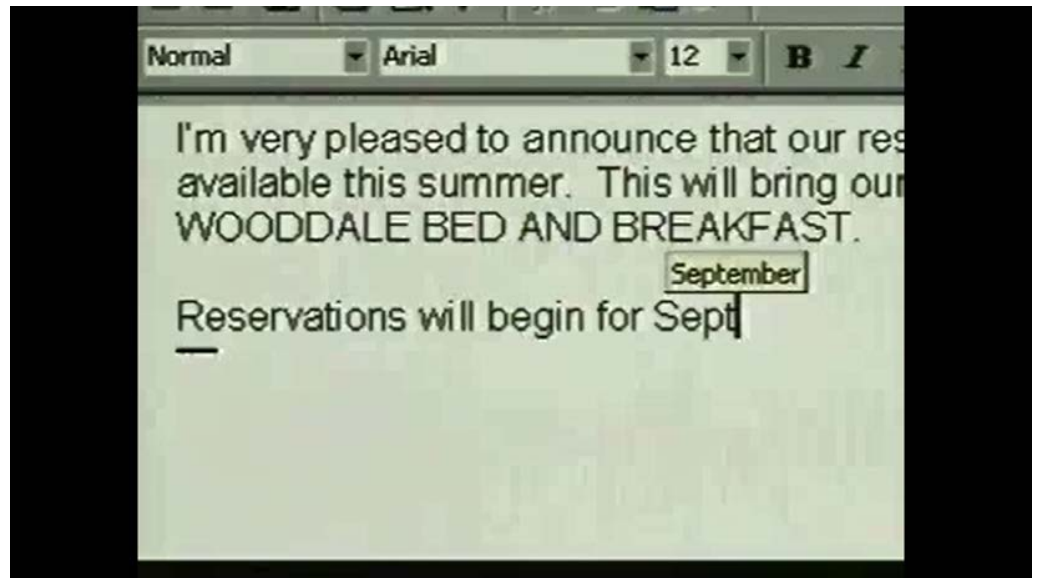 Normal Arial 12 B I
I'm very pleased to announce that our res
available this summer. This will bring our
WOODDALE BED AND BREAKFAST.
September
Reservations will begin for Sept